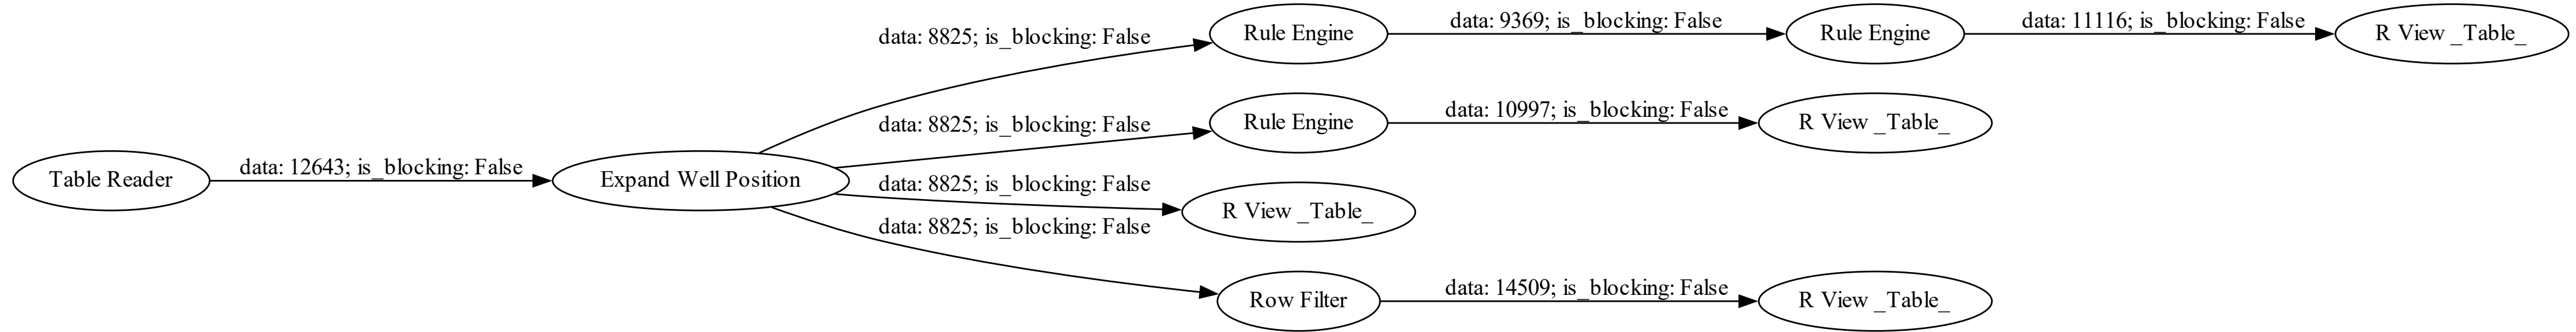 data: 8825; is_blocking: False
Rule Engine
data: 9369; is_blocking: False
Rule Engine
data: 11116; is_blocking: False
R View _Table_
data: 8825; is_blocking: False
Rule Engine
data: 10997; is_blocking: False
R View _Table_
Table Reader
data: 12643; is_blocking: False
Expand Well Position
data: 8825; is_blocking: False
R View _Table_
data: 8825; is_blocking: False
Row Filter
data: 14509; is_blocking: False
R View _Table_